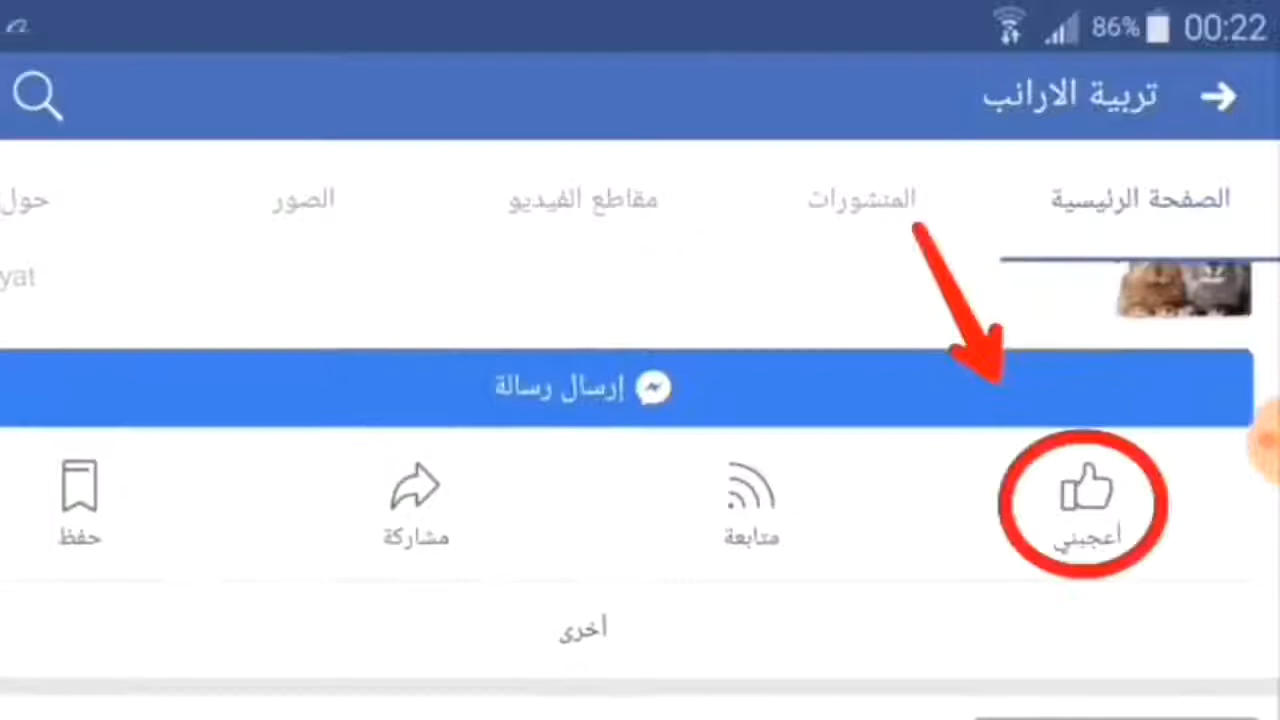 86% 00:22
تربية الارانب
الصفحة الرئيسية المنشورات مقاطع الفيديو الصور حول
yat
إرسال رسالة
أعجبني متابعة مشاركة حفظ
أخرى